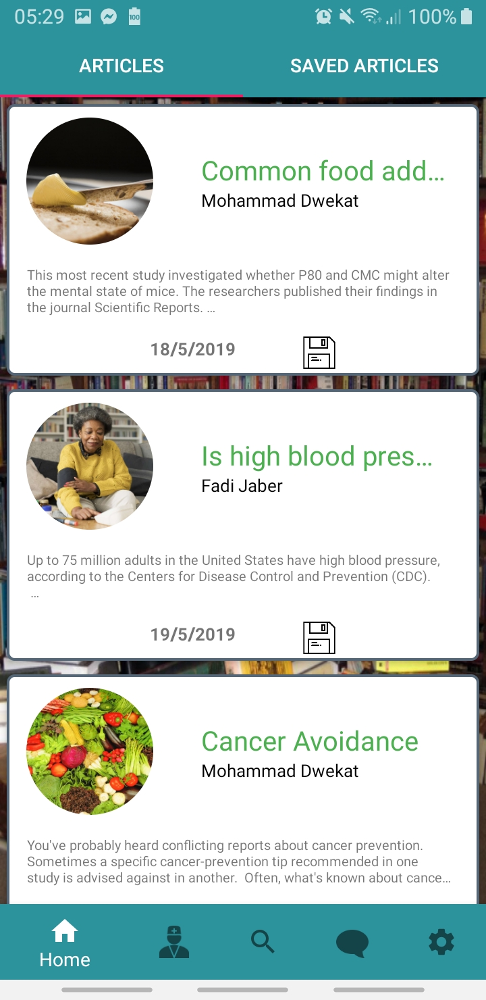 05:29 100 100%
ARTICLES SAVED ARTICLES
Common food add...
Mohammad Dwekat
This most recent study investigated whether P80 and CMC might alter
the mental state of mice. The researchers published their findings in
the journal Scientific Reports. ...
18/5/2019
Is high blood pres...
Fadi Jaber
Up to 75 million adults in the United States have high blood pressure,
according to the Centers for Disease Control and Prevention (CDC).
...
19/5/2019
Cancer Avoidance
Mohammad Dwekat
You've probably heard conflicting reports about cancer prevention.
Sometimes a specific cancer-prevention tip recommended in one
study is advised against in another.  Often, what's known about cance...
Home